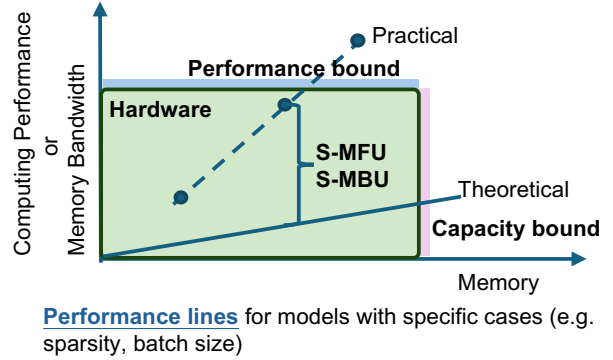 Computing Performance
or
Memory Bandwidth
Practical
Performance bound
Hardware
S-MFU
S-MBU
Theoretical
Capacity bound
Memory
Performance lines for models with specific cases (e.g.
sparsity, batch size)